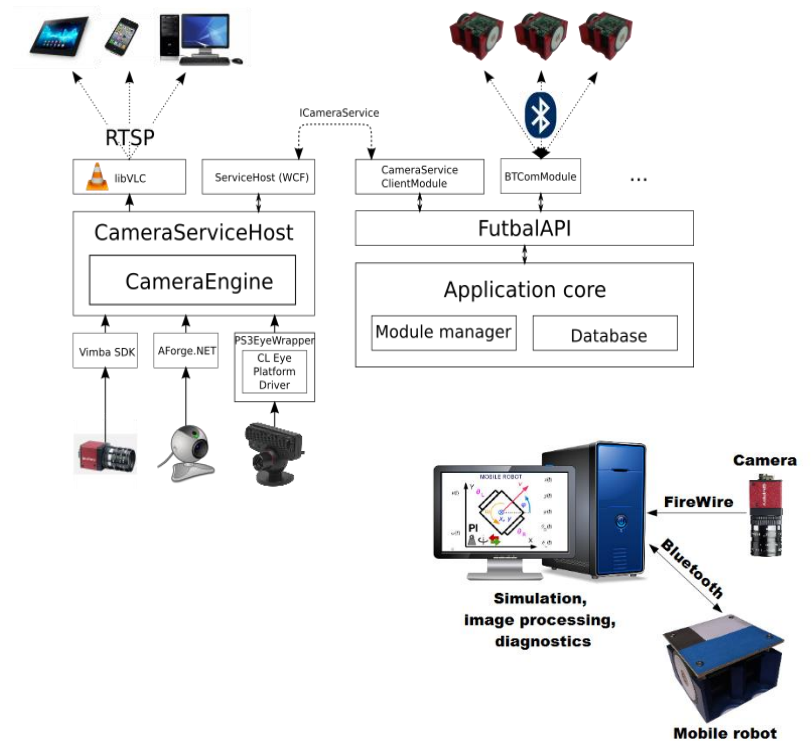 RTSP
ICameraService
libVLC
ServiceHost (WCF)
CameraService
ClientModule
BTComModule
...
CameraServiceHost
CameraEngine
FutbalAPI
Application core
Module manager
Database
Vimba SDK
AForge.NET
PS3EyeWrapper
CL Eye
Platform
Driver
Camera
FireWire
MOBILE ROBOT
Y
v
X, Y
PI
X
Bluetooth
Simulation,
image processing,
diagnostics
Mobile robot